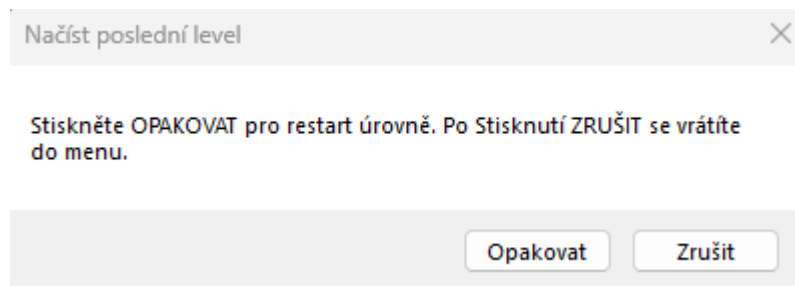 Načíst poslední level
Stiskněte OPAKOVAT pro restart úrovně. Po Stisknutí ZRUŠIT se vrátíte
do menu.
Opakovat Zrušit